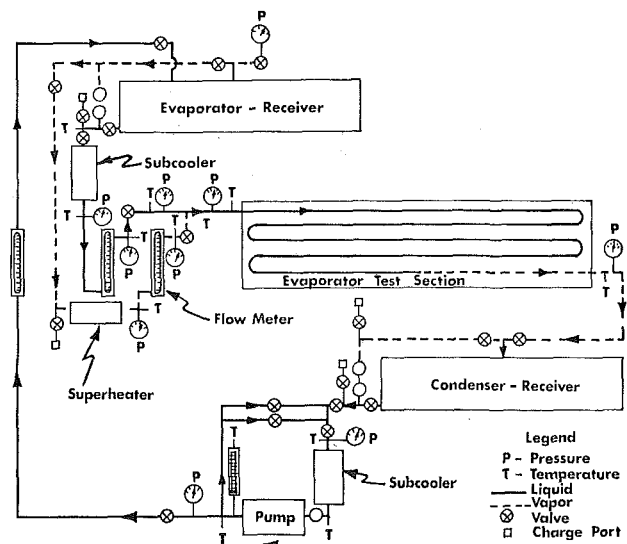 P
Evaporator - Receiver
T
Subcooler
P
T
P
T
P
T
T
P
T
P
P
Evaporator Test Section
T
T
Flow Meter
P
Superheater
Condenser - Receiver
T
P
T
Legend
P - Pressure
T - Temperature
Liquid
Vapor
Valve
Charge Port
Subcooler
P
Pump
T
T